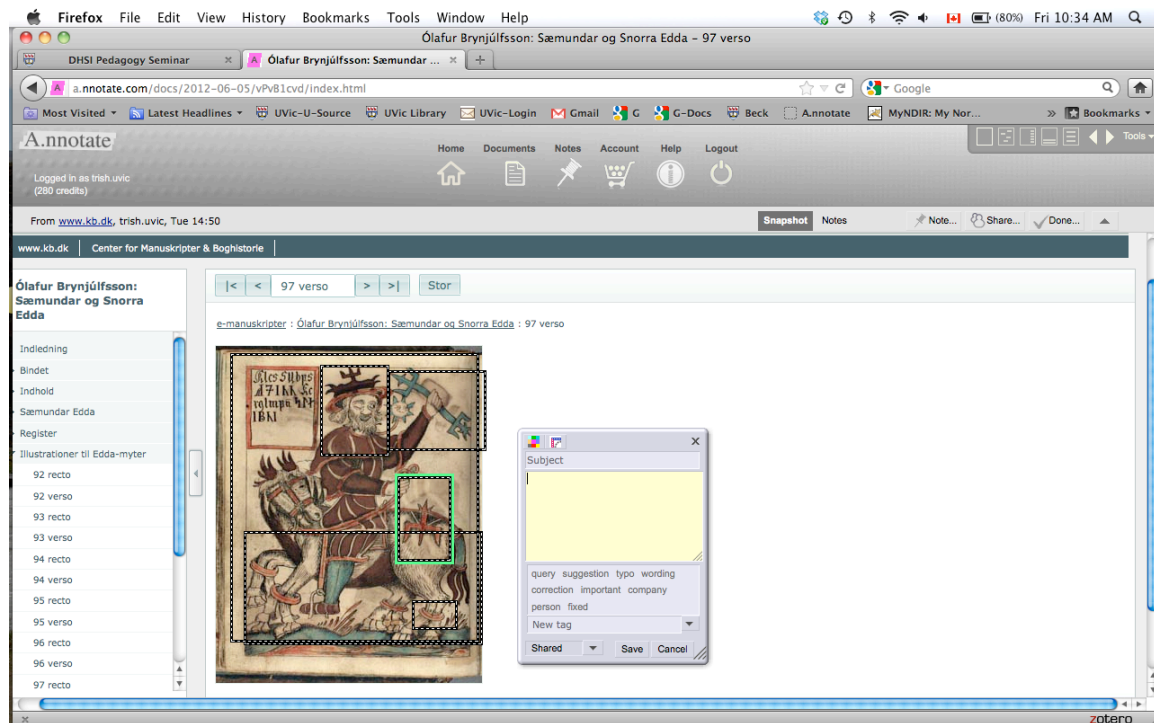 Firefox File Edit View History Bookmarks Tools Window Help (80%) Fri 10:34 AM
Ólafur Brynjúlfsson: Sæmundar og Snorra Edda – 97 verso
DHSI Pedagogy Seminar × A Ólafur Brynjúlfsson: Sæmundar ... × +
A a.nnotate.com/docs/2012-06-05/vPvB1cvd/index.html Google
Most Visited Latest Headlines UVic-U-Source UVic Library UVic-Login Gmail G G-Docs Beck A.nnotate MyNDIR: My Nor... » Bookmarks
A.nnotate
Tools
Home Documents Notes Account Help Logout
Logged in as trish.uvic
(280 credits)
From www.kb.dk, trish.uvic, Tue 14:50 Snapshot Notes Note... Share... Done...
www.kb.dk Center for Manuskripter & Boghistorie
Ólafur Brynjúlfsson:
Sæmundar og Snorra
Edda
|< < 97 verso > >| Stor
e-manuskripter : Ólafur Brynjúlfsson: Sæmundar og Snorra Edda : 97 verso
Indledning
Bindet
Indhold
Sæmundar Edda
Register
Illustrationer til Edda-myter
92 recto
92 verso
93 recto
93 verso
94 recto
94 verso
95 recto
95 verso
96 recto
96 verso
97 recto
×
Subject
query suggestion typo wording
correction important company
person fixed
New tag
Shared Save Cancel
× zotero